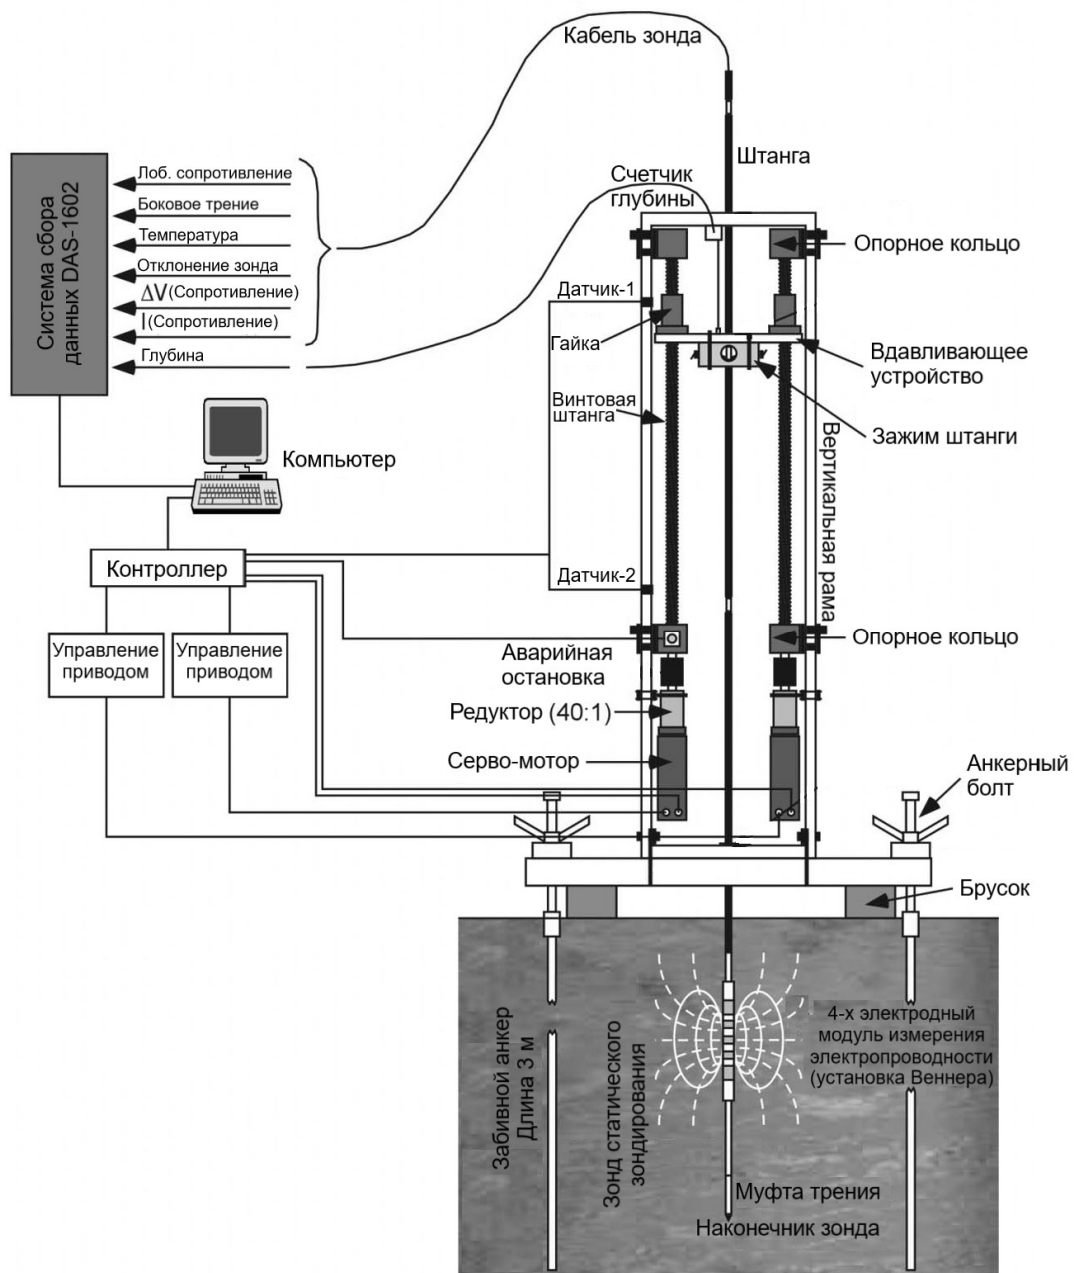 Кабель зонда
Штанга
Счетчик
глубины
Система сбора
данных DAS-1602
Лоб. сопротивление
Боковое трение
Температура
Отклонение зонда
ΔV (Сопротивление)
I (Сопротивление)
Глубина
Опорное кольцо
Датчик-1
Гайка
Вдавливающее
устройство
Винтовая
штанга
Зажим штанги
Вертикальная рама
Компьютер
Контроллер
Датчик-2
Управление
приводом
Управление
приводом
Аварийная
остановка
Опорное кольцо
Редуктор (40:1)
Серво-мотор
Анкерный
болт
Брусок
Забивной анкер
Длина 3 м
Зонд статического
зондирования
4-х электродный
модуль измерения
электропроводности
(установка Веннера)
Муфта трения
Наконечник зонда